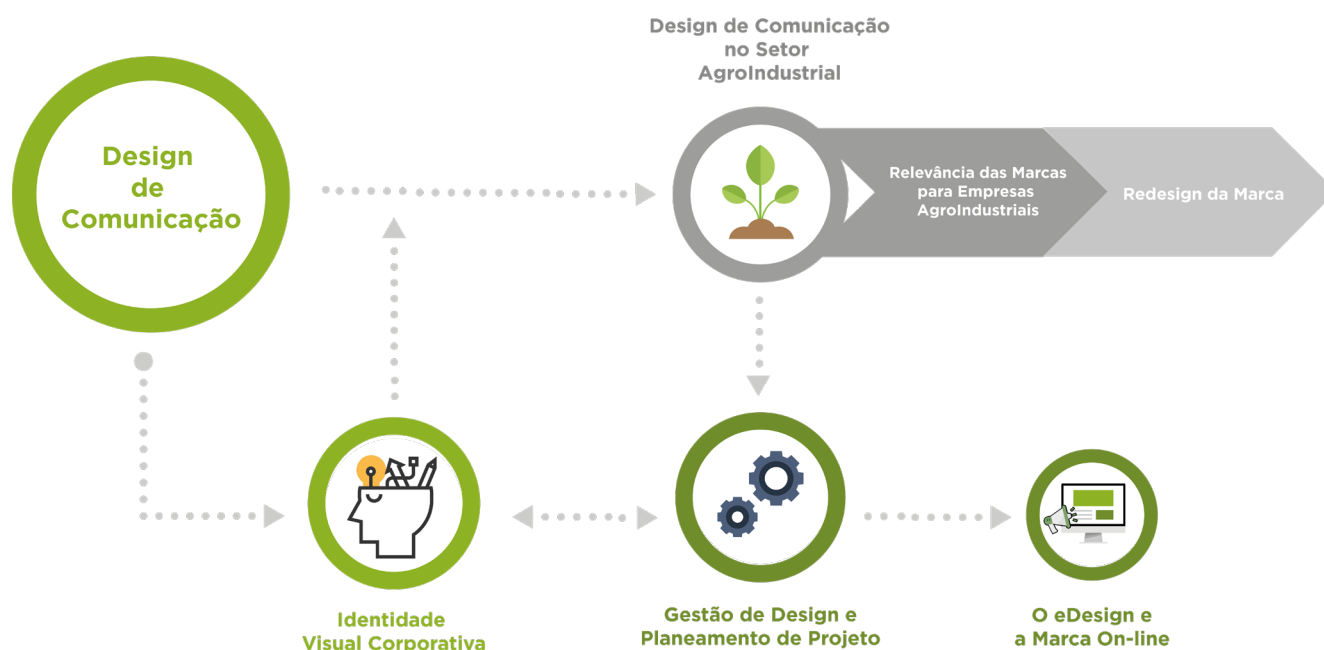 Design de Comunicação
no Setor
AgroIndustrial
Design
de
Comunicação
Relevância das Marcas
para Empresas
AgroIndustriais
Redesign da Marca
Identidade
Visual Corporativa
Gestão de Design e
Planeamento de Projeto
O eDesign e
a Marca On-line